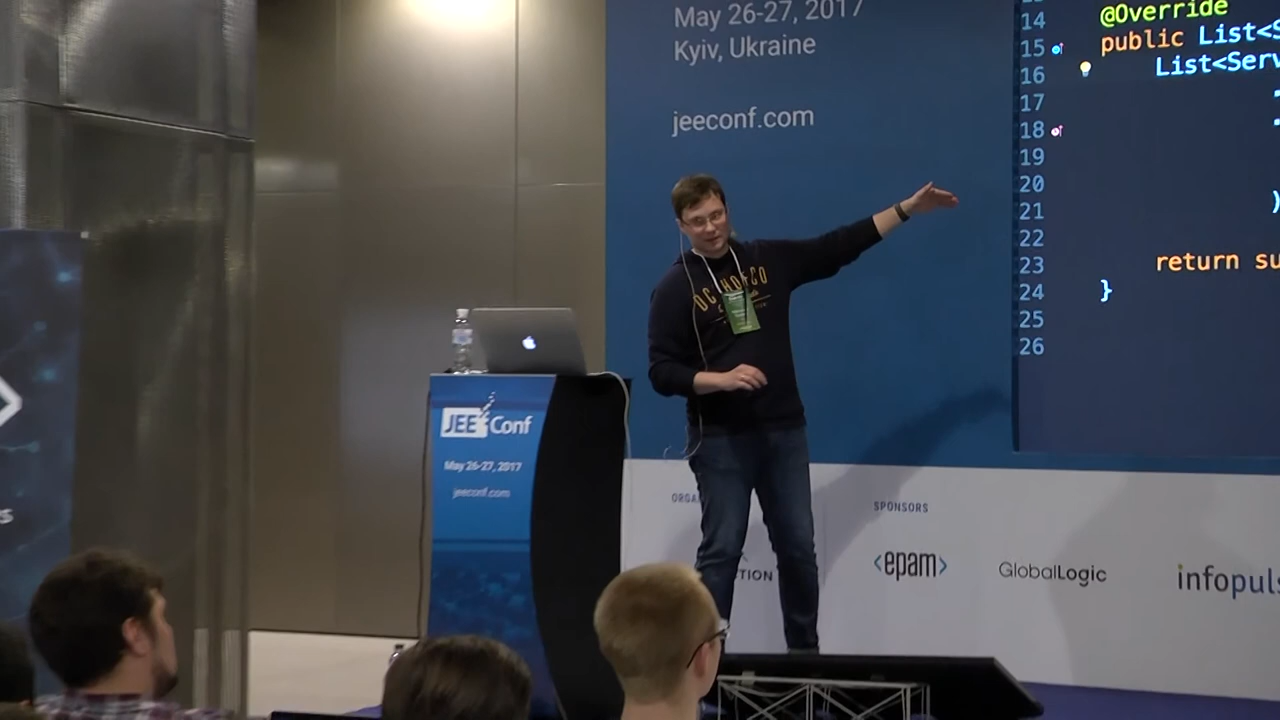 May 26-27, 2017
Kyiv, Ukraine
jeeconf.com
14 @Override
15 public List<S
16 List<Serv
17
18
19
20
21 )
22
23 return su
24 }
25
26
JEE Conf
May 26-27, 2017
jeeconf.com
SPONSORS
<epam>
GlobalLogic
infopuls